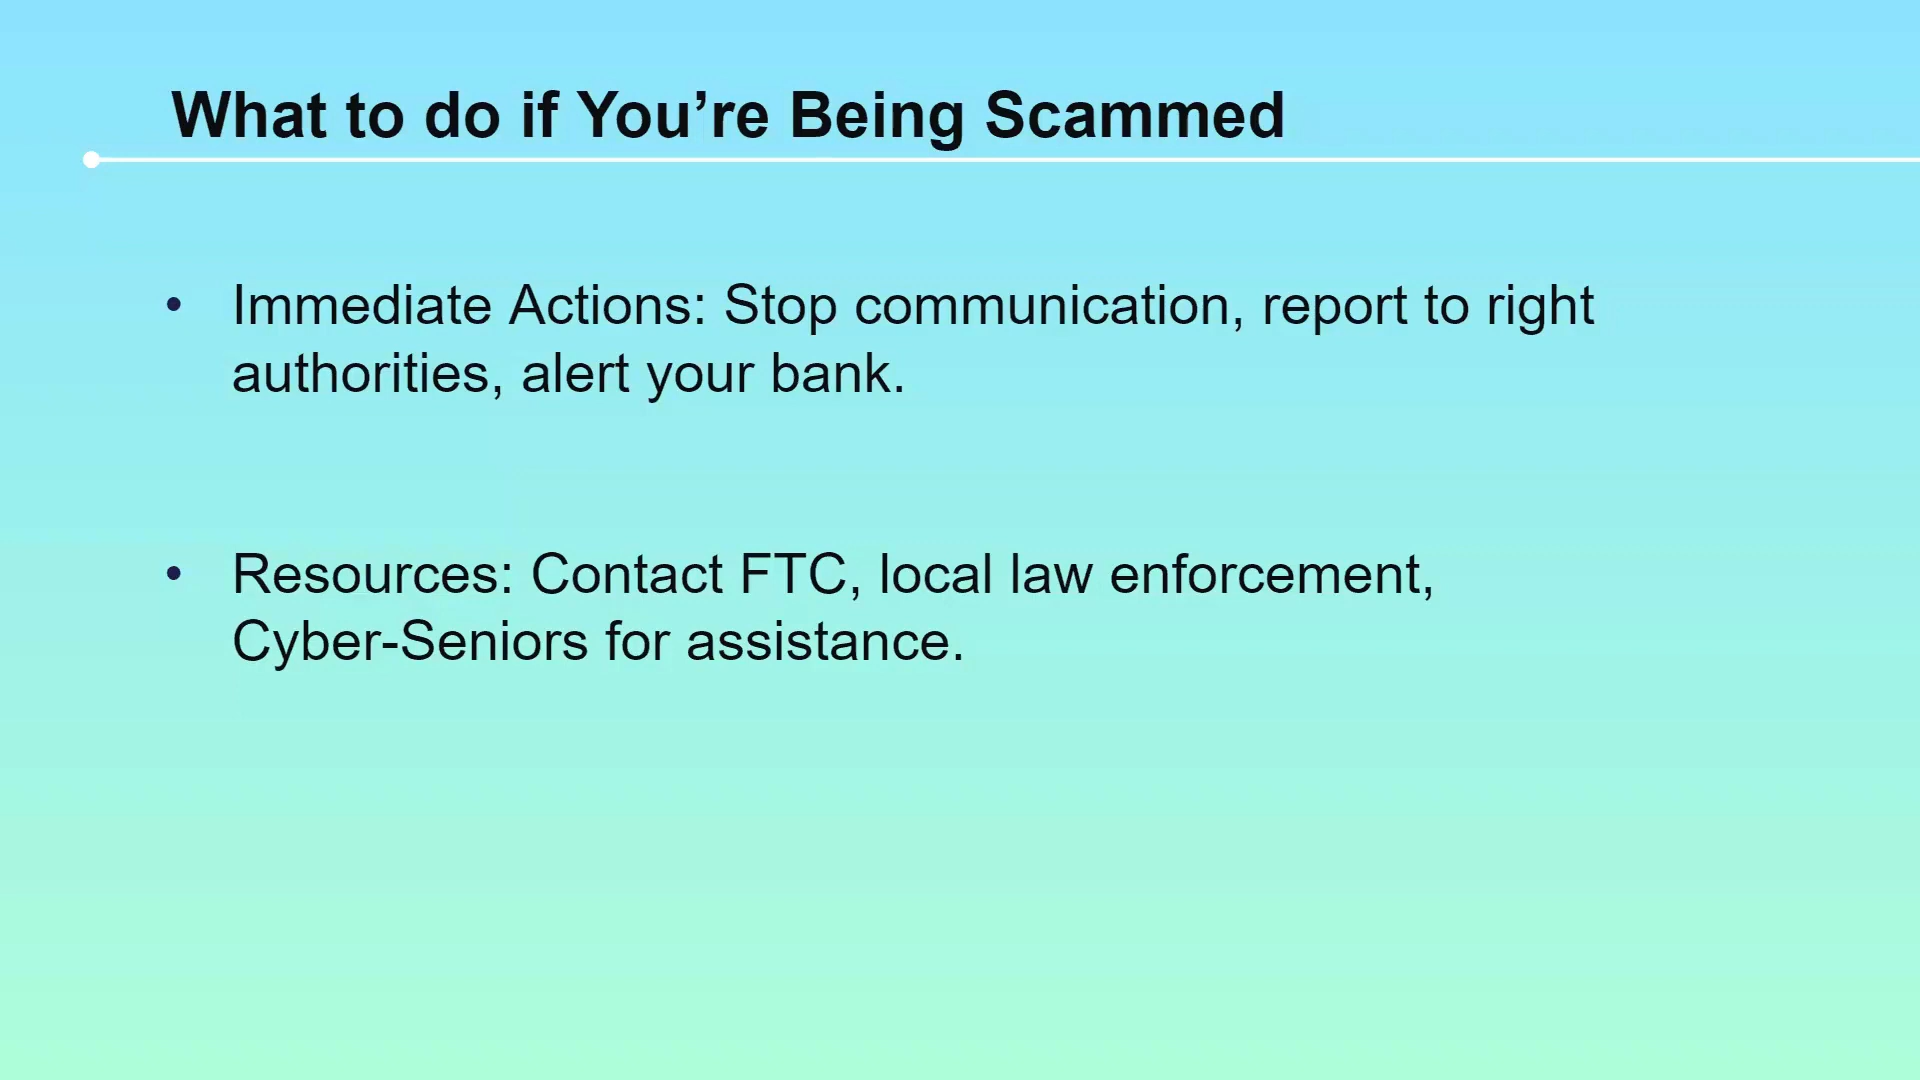 What to do if You’re Being Scammed
• Immediate Actions: Stop communication, report to right
authorities, alert your bank.
• Resources: Contact FTC, local law enforcement,
Cyber-Seniors for assistance.